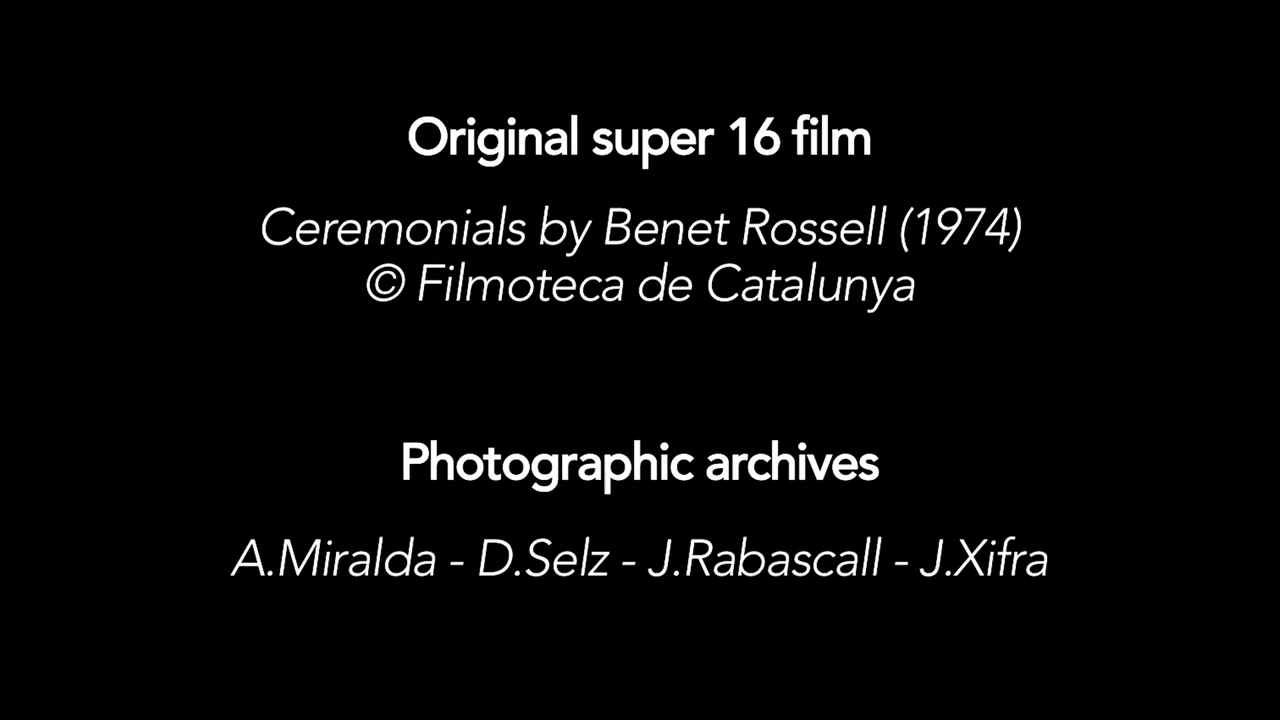 Original super 16 film
Ceremonials by Benet Rossell (1974)
© Filmoteca de Catalunya
Photographic archives
A.Miralda - D.Selz - J.Rabascall - J.Xifra